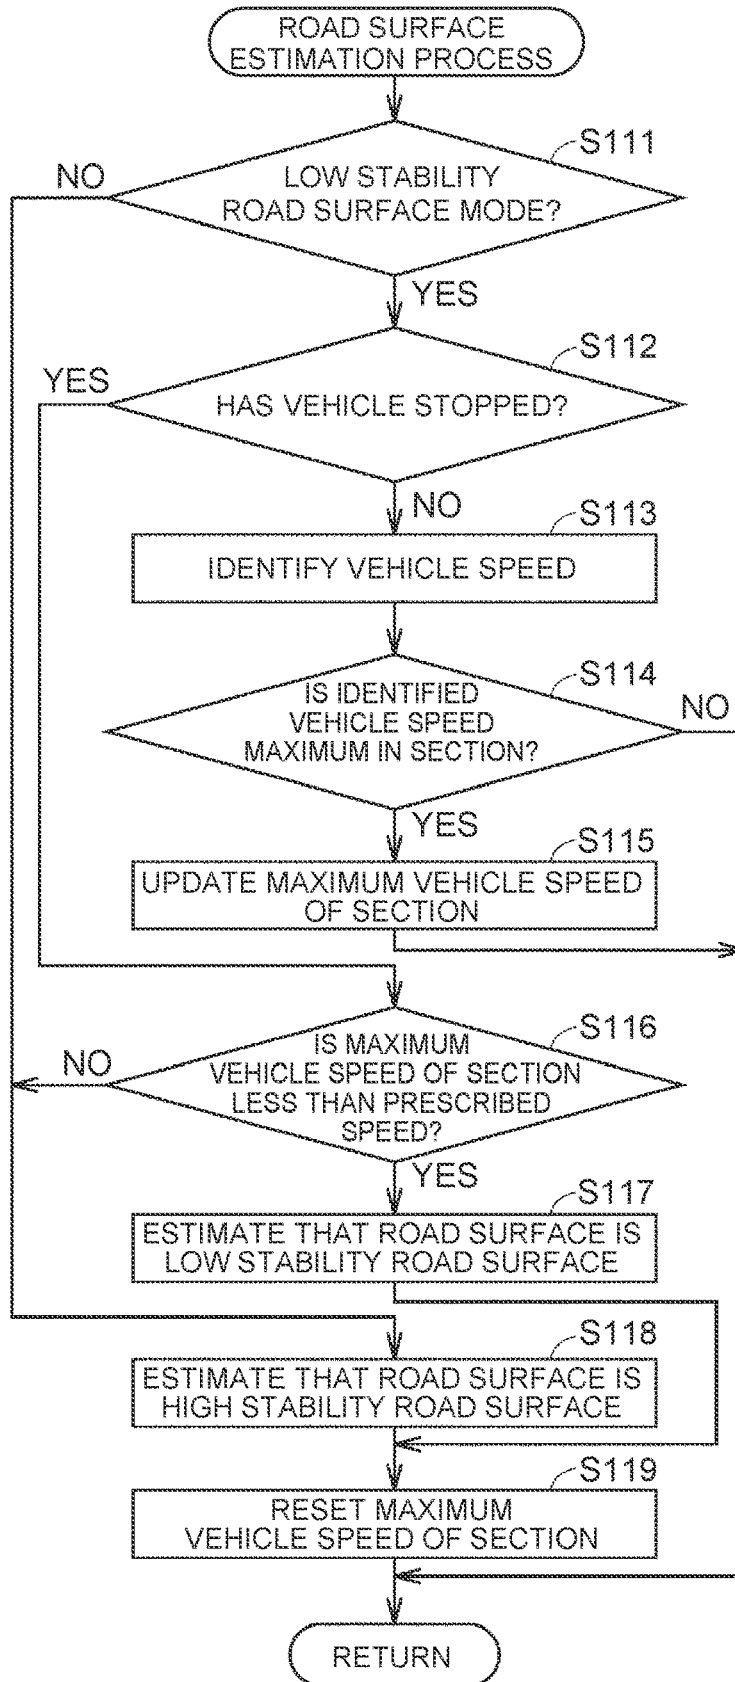 ROAD SURFACE
ESTIMATION PROCESS
S111
NO
LOW STABILITY
ROAD SURFACE MODE?
YES
S112
YES
HAS VEHICLE STOPPED?
NO
S113
IDENTIFY VEHICLE SPEED
S114
IS IDENTIFIED
VEHICLE SPEED
MAXIMUM IN SECTION?
NO
YES
S115
UPDATE MAXIMUM VEHICLE SPEED
OF SECTION
S116
NO
IS MAXIMUM
VEHICLE SPEED OF SECTION
LESS THAN PRESCRIBED
SPEED?
YES
S117
ESTIMATE THAT ROAD SURFACE IS
LOW STABILITY ROAD SURFACE
S118
ESTIMATE THAT ROAD SURFACE IS
HIGH STABILITY ROAD SURFACE
S119
RESET MAXIMUM
VEHICLE SPEED OF SECTION
RETURN